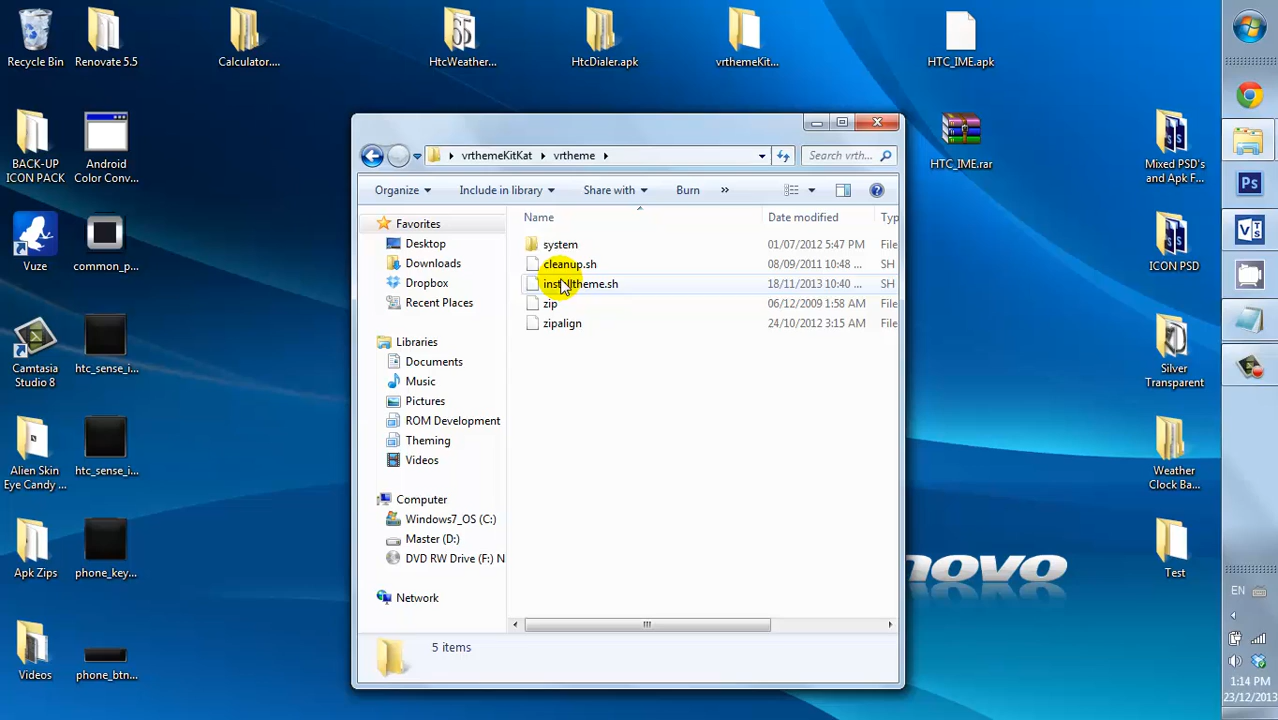 Recycle Bin
Renovate 5.5
Calculator....
HtcWeather...
HtcDialer.apk
vrthemeKit...
HTC_IME.apk
BACK-UP
ICON PACK
Android
Color Conv...
HTC_IME.rar
Mixed PSD's
and Apk F...
Vuze
common_p...
ICON PSD
Camtasia
Studio 8
htc_sense_i...
Silver
Transparent
Alien Skin
Eye Candy ...
htc_sense_i...
Weather
Clock Ba...
Apk Zips
phone_key...
Test
Videos
phone_btn...
vrthemeKitKat
vrtheme
Search vrth...
Organize
Include in library
Share with
Burn
»
Name
Date modified
Typ
Favorites
Desktop
Downloads
Dropbox
Recent Places
Libraries
Documents
Music
Pictures
ROM Development
Theming
Videos
Computer
Windows7_OS (C:)
Master (D:)
DVD RW Drive (F:) N
Network
system 01/07/2012 5:47 PM File
cleanup.sh 08/09/2011 10:48 ... SH
installtheme.sh 18/11/2013 10:40 ... SH
zip 06/12/2009 1:58 AM File
zipalign 24/10/2012 3:15 AM File
5 items
novo
Ps
EN
1:14 PM
23/12/2013